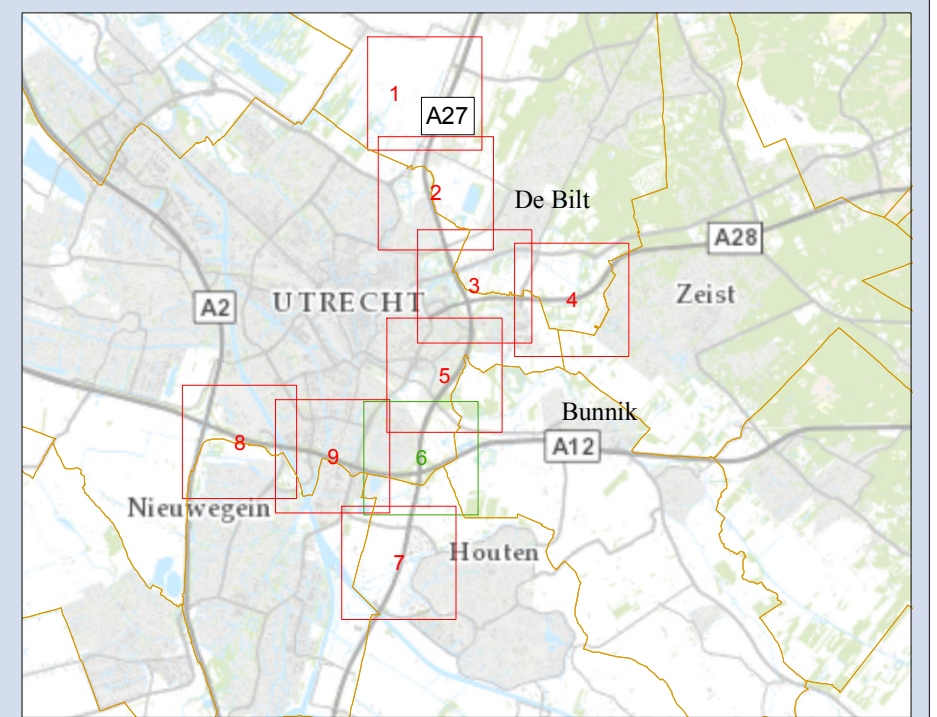 1
A27
2
De Bilt
A28
3
4
Zeist
A2
UTRECHT
5
Bunnik
8
9
6
A12
Nieuwegein
7
Houten